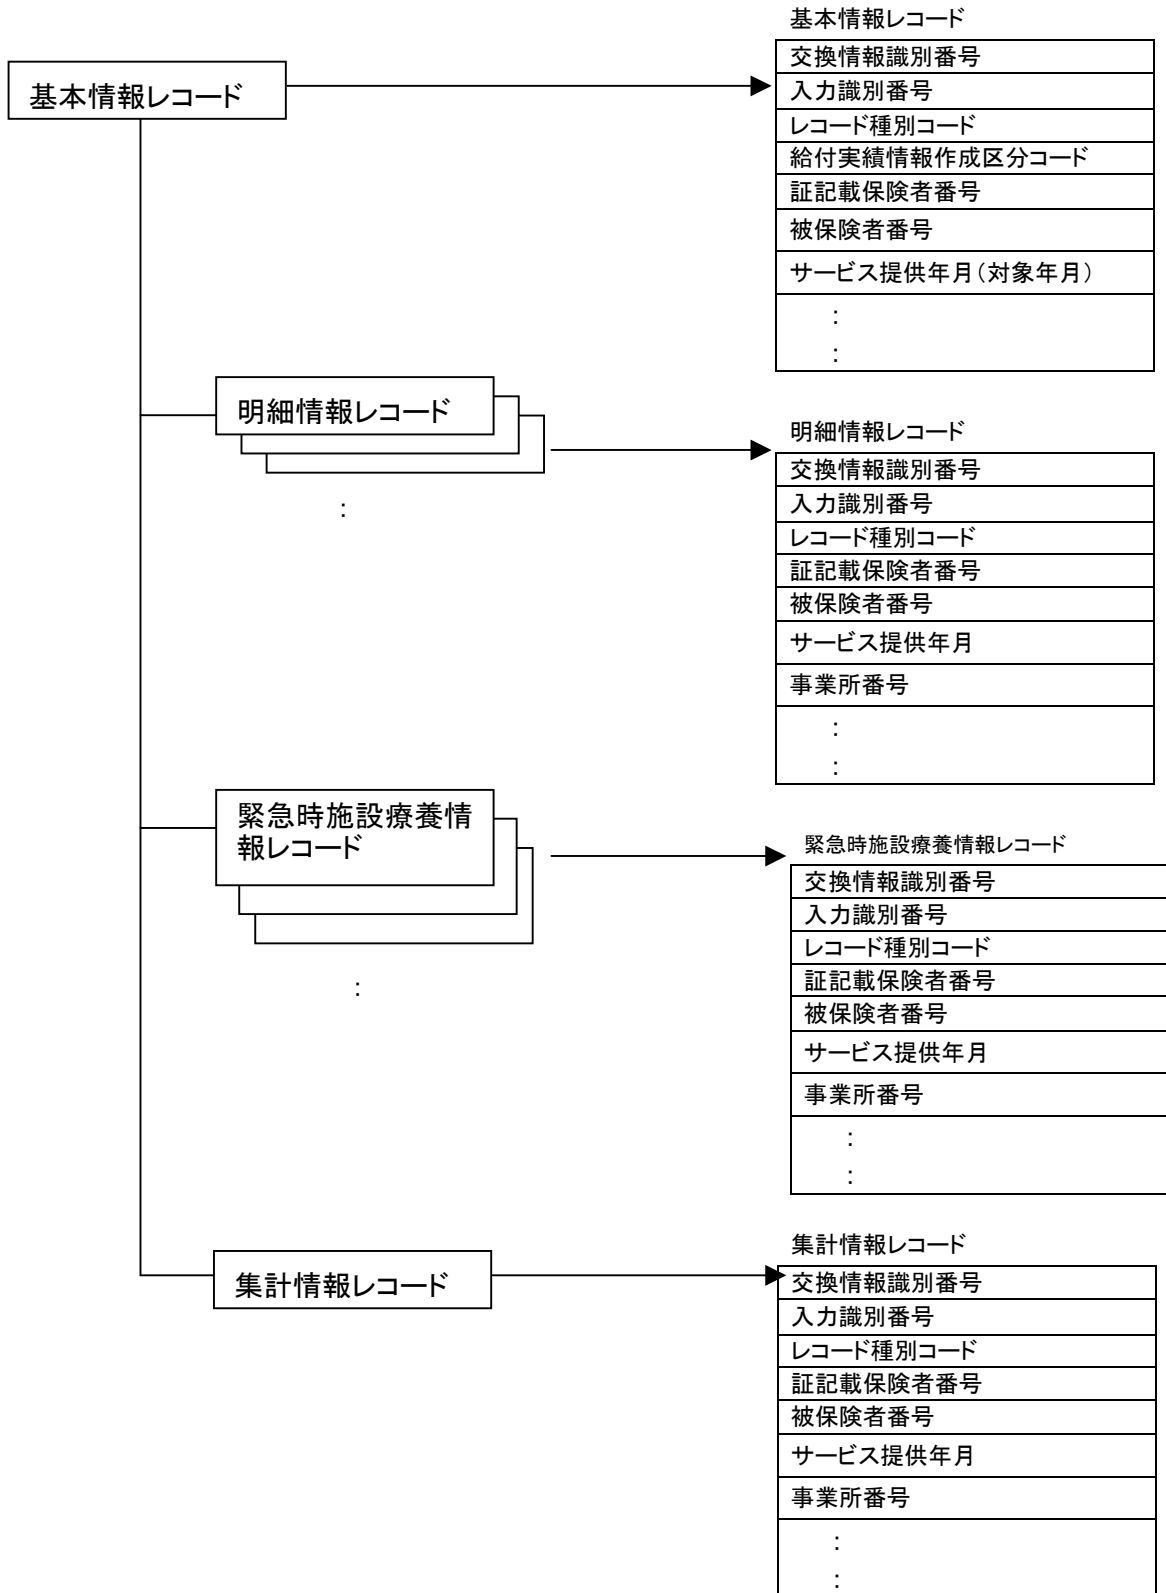 基本情報レコード
基本情報レコード
交換情報識別番号
入力識別番号
レコード種別コード
給付実績情報作成区分コード
証記載保険者番号
被保険者番号
サービス提供年月(対象年月)
:
:
明細情報レコード
:
明細情報レコード
交換情報識別番号
入力識別番号
レコード種別コード
証記載保険者番号
被保険者番号
サービス提供年月
事業所番号
:
:
緊急時施設療養情
報レコード
:
緊急時施設療養情報レコード
交換情報識別番号
入力識別番号
レコード種別コード
証記載保険者番号
被保険者番号
サービス提供年月
事業所番号
:
:
集計情報レコード
集計情報レコード
交換情報識別番号
入力識別番号
レコード種別コード
証記載保険者番号
被保険者番号
サービス提供年月
事業所番号
:
: